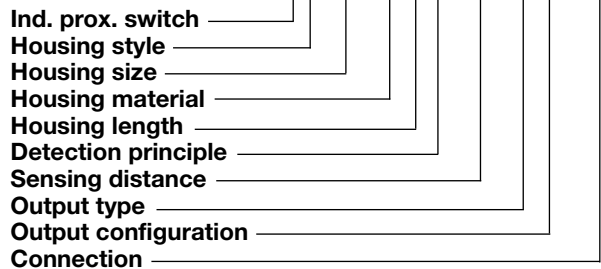 Ind. prox. switch
Housing style
Housing size
Housing material
Housing length
Detection principle
Sensing distance
Output type
Output configuration
Connection